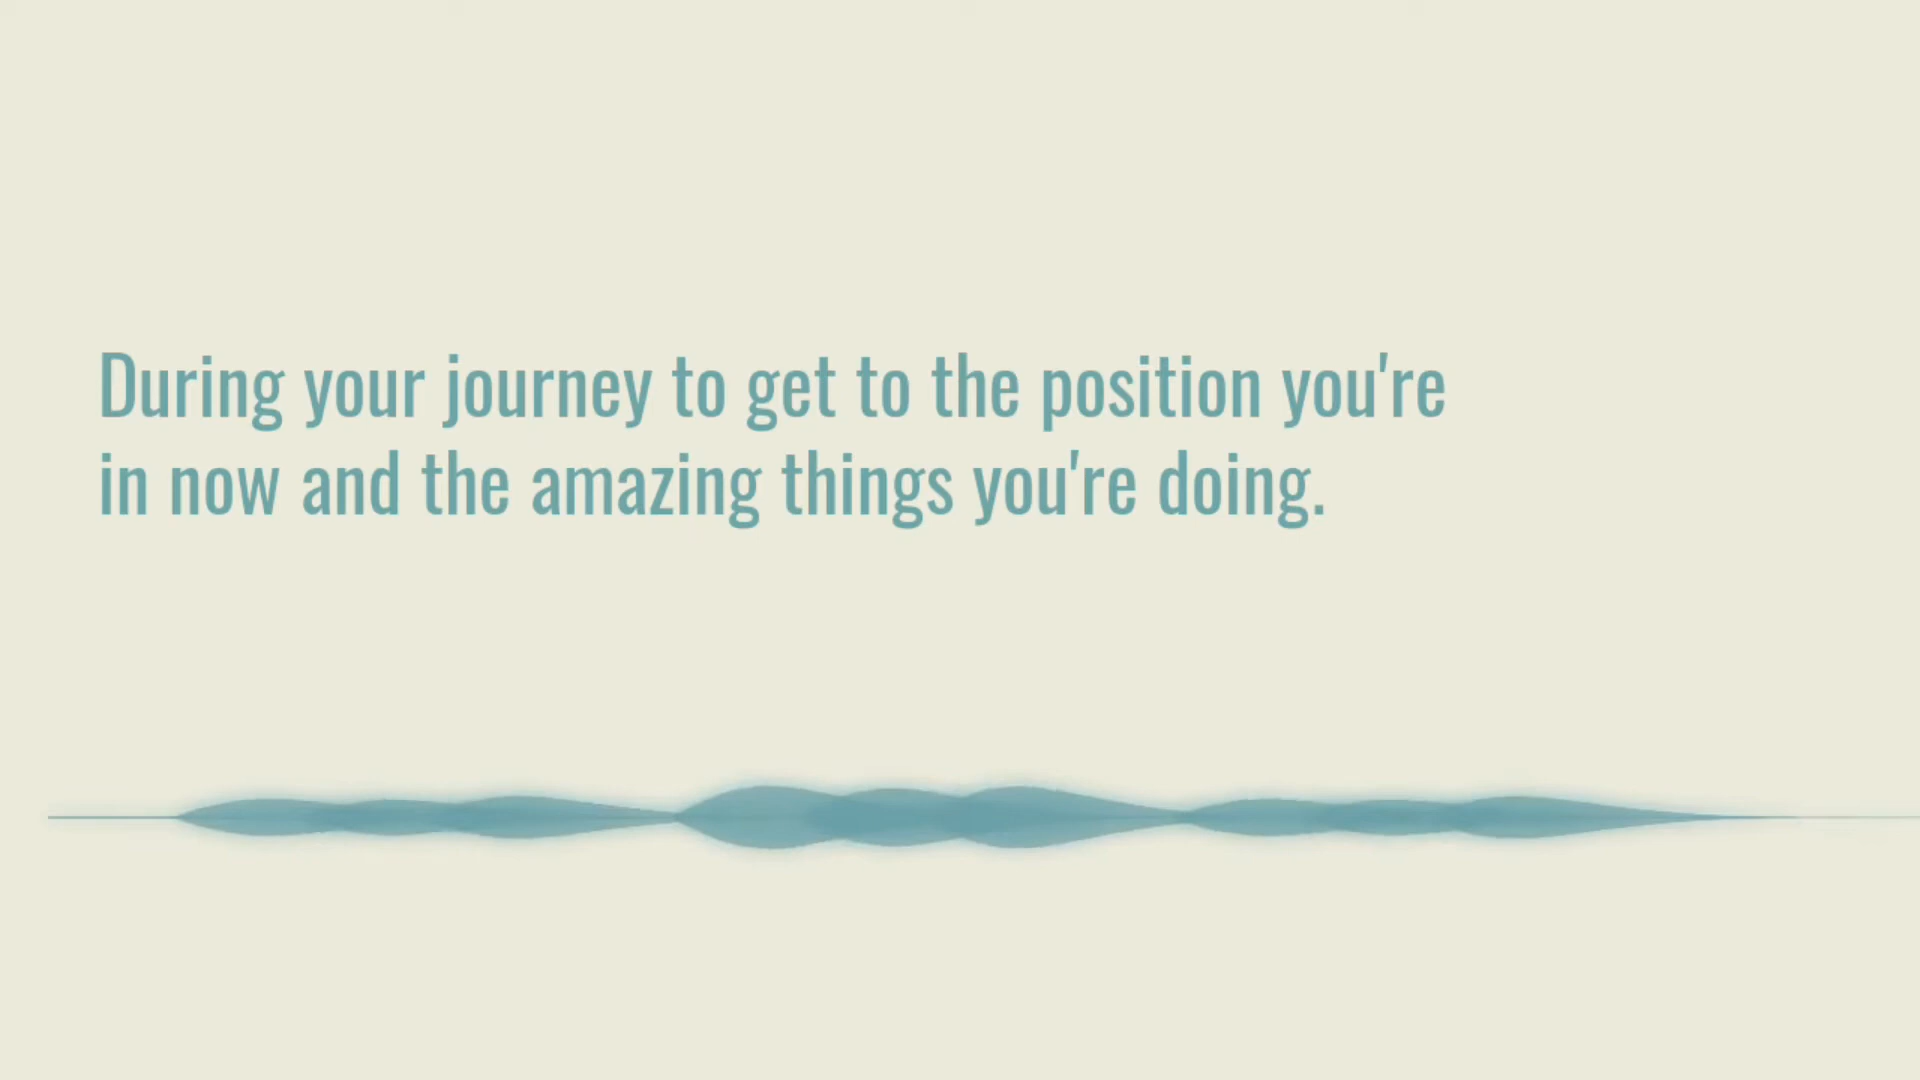 During your journey to get to the position you're
in now and the amazing things you're doing.